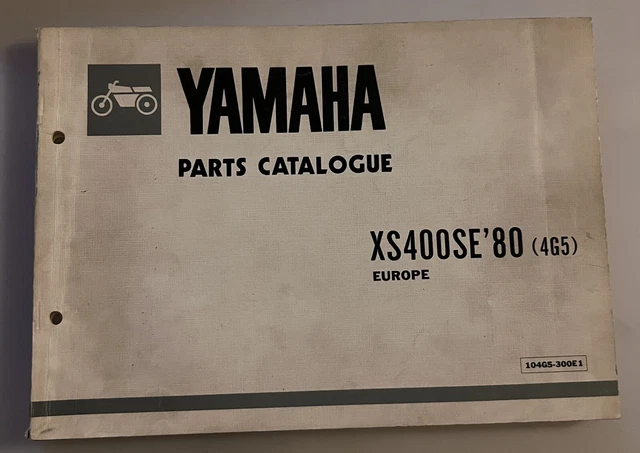 YAMAHA
PARTS CATALOGUE
XS400SE'80 (4G5)
EUROPE
104G5-300E1